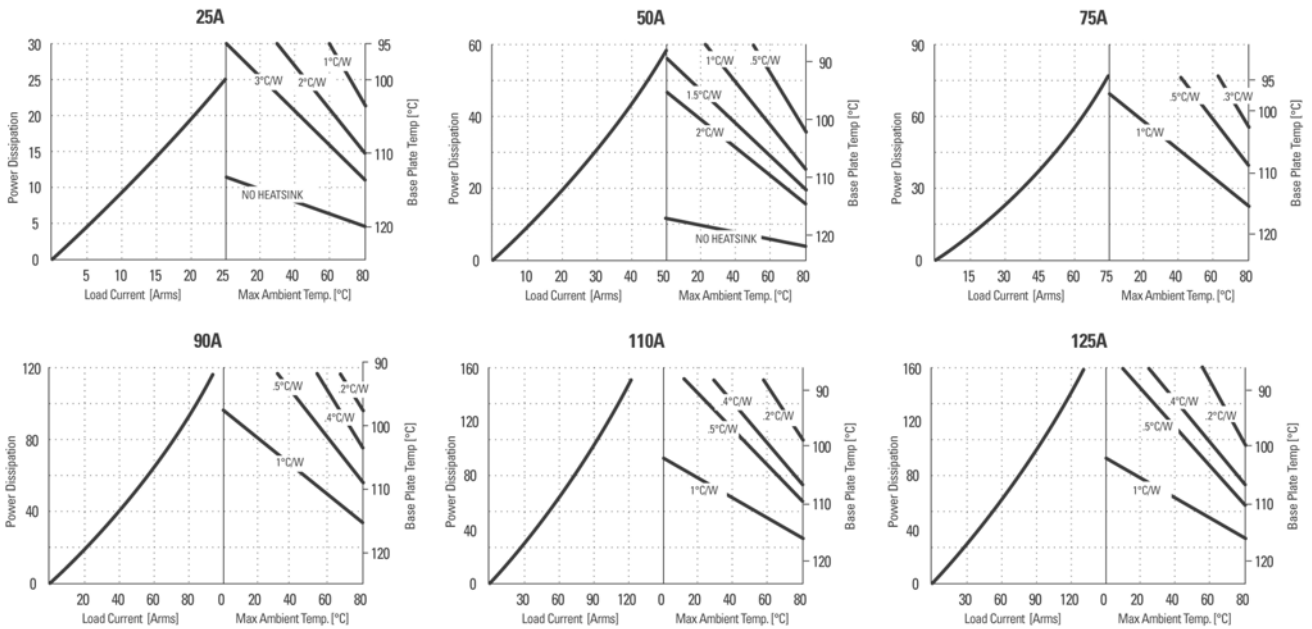 25A
30
25
20
15
10
5
0
Power Dissipation
3°C/W
2°C/W
1°C/W
NO HEATSINK
95
100
110
120
Base Plate Temp [°C]
5 10 15 20 25 20 40 60 80
Load Current [Arms] Max Ambient Temp. [°C]
50A
60
40
20
0
Power Dissipation
1°C/W
.5°C/W
1.5°C/W
2°C/W
NO HEATSINK
90
100
110
120
Base Plate Temp [°C]
10 20 30 40 50 20 40 60 80
Load Current [Arms] Max Ambient Temp. [°C]
75A
90
60
30
0
Power Dissipation
.5°C/W
.3°C/W
1°C/W
95
100
110
120
Base Plate Temp [°C]
15 30 45 60 75 20 40 60 80
Load Current [Arms] Max Ambient Temp. [°C]
90A
120
80
40
0
Power Dissipation
.5°C/W
.2°C/W
.4°C/W
1°C/W
90
100
110
120
Base Plate Temp [°C]
20 40 60 80 0 20 40 60 80
Load Current [Arms] Max Ambient Temp. [°C]
110A
160
120
80
40
0
Power Dissipation
.4°C/W
.2°C/W
.5°C/W
1°C/W
90
100
110
120
Base Plate Temp [°C]
30 60 90 120 0 20 40 60 80
Load Current [Arms] Max Ambient Temp. [°C]
125A
160
120
80
40
0
Power Dissipation
.4°C/W
.2°C/W
.5°C/W
1°C/W
90
100
110
120
Base Plate Temp [°C]
30 60 90 120 0 20 40 60 80
Load Current [Arms] Max Ambient Temp. [°C]